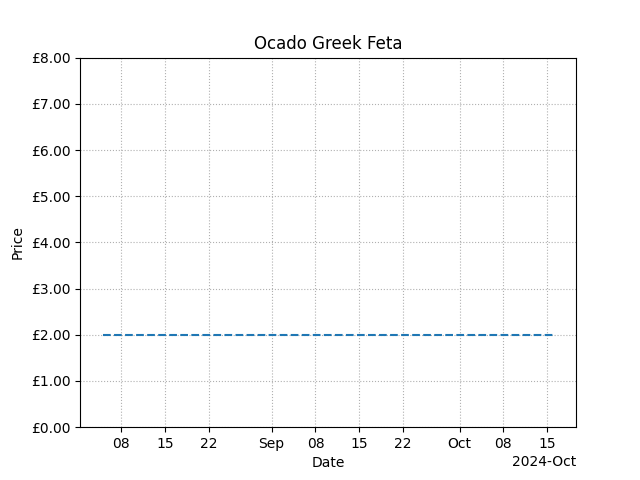 Ocado Greek Feta
£8.00
£7.00
£6.00
£5.00
£4.00
£3.00
£2.00
£1.00
£0.00
Price
08 15 22 Sep 08 15 22 Oct 08 15
Date
2024-Oct